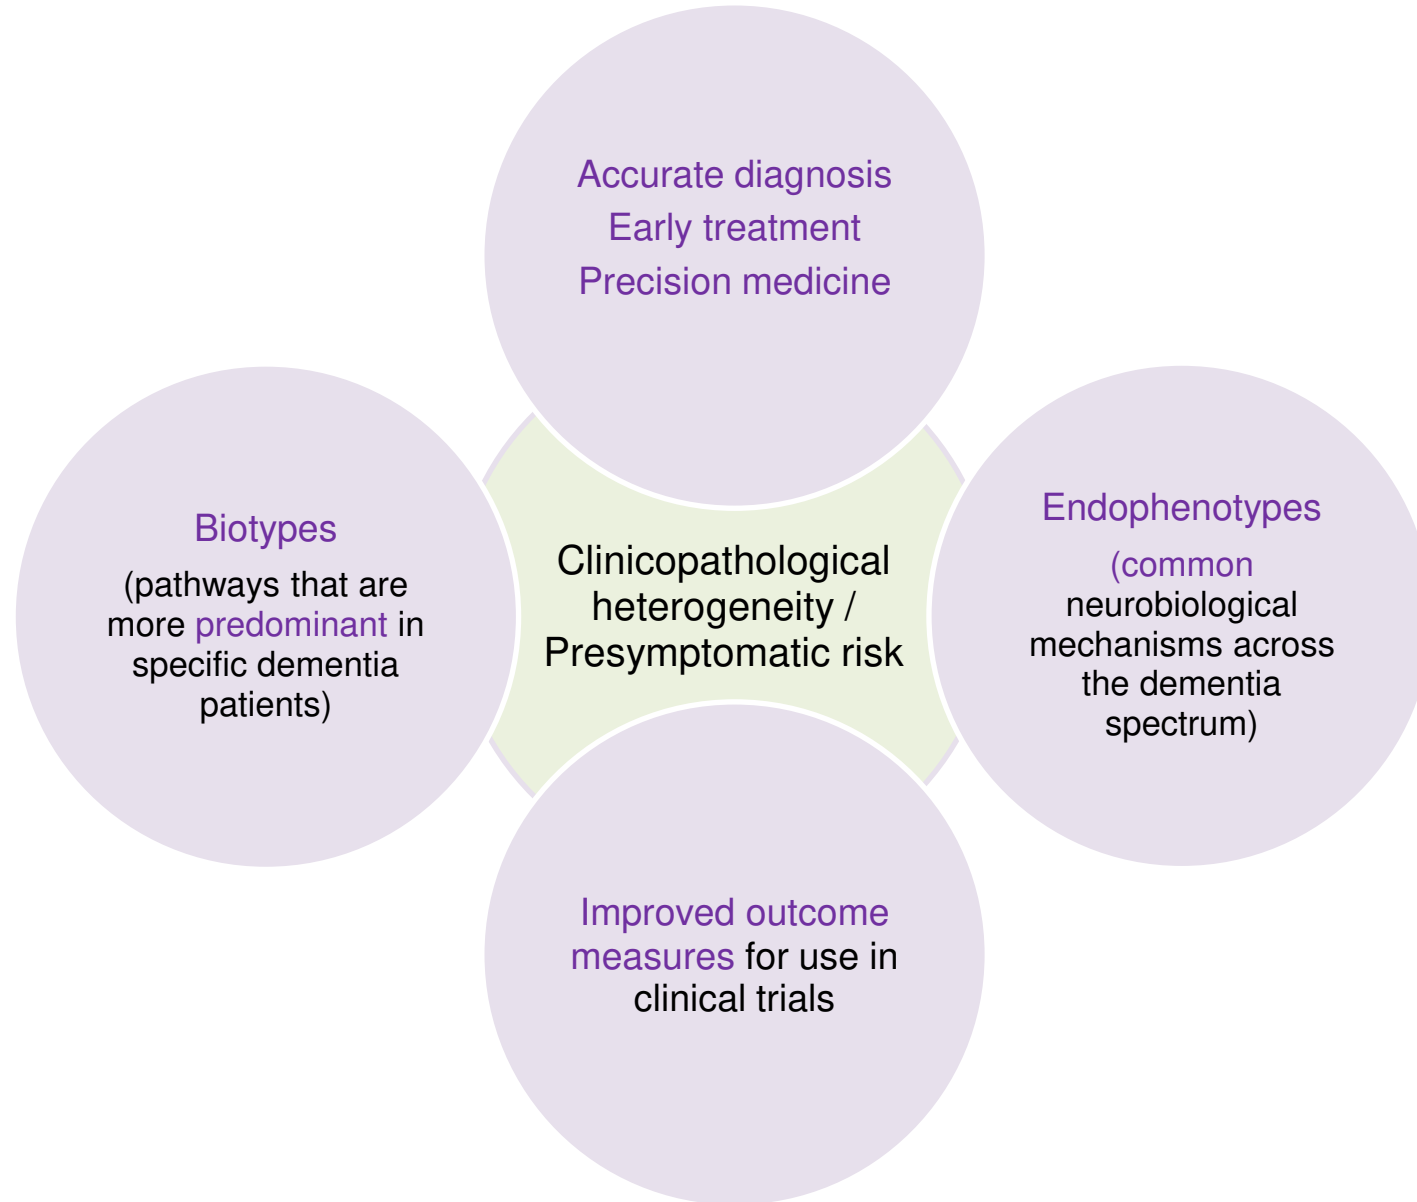 Accurate diagnosis
Early treatment
Precision medicine
Biotypes
(pathways that are
more predominant in
specific dementia
patients)
Clinicopathological
heterogeneity /
Presymptomatic risk
Endophenotypes
(common
neurobiological
mechanisms across
the dementia
spectrum)
Improved outcome
measures for use in
clinical trials